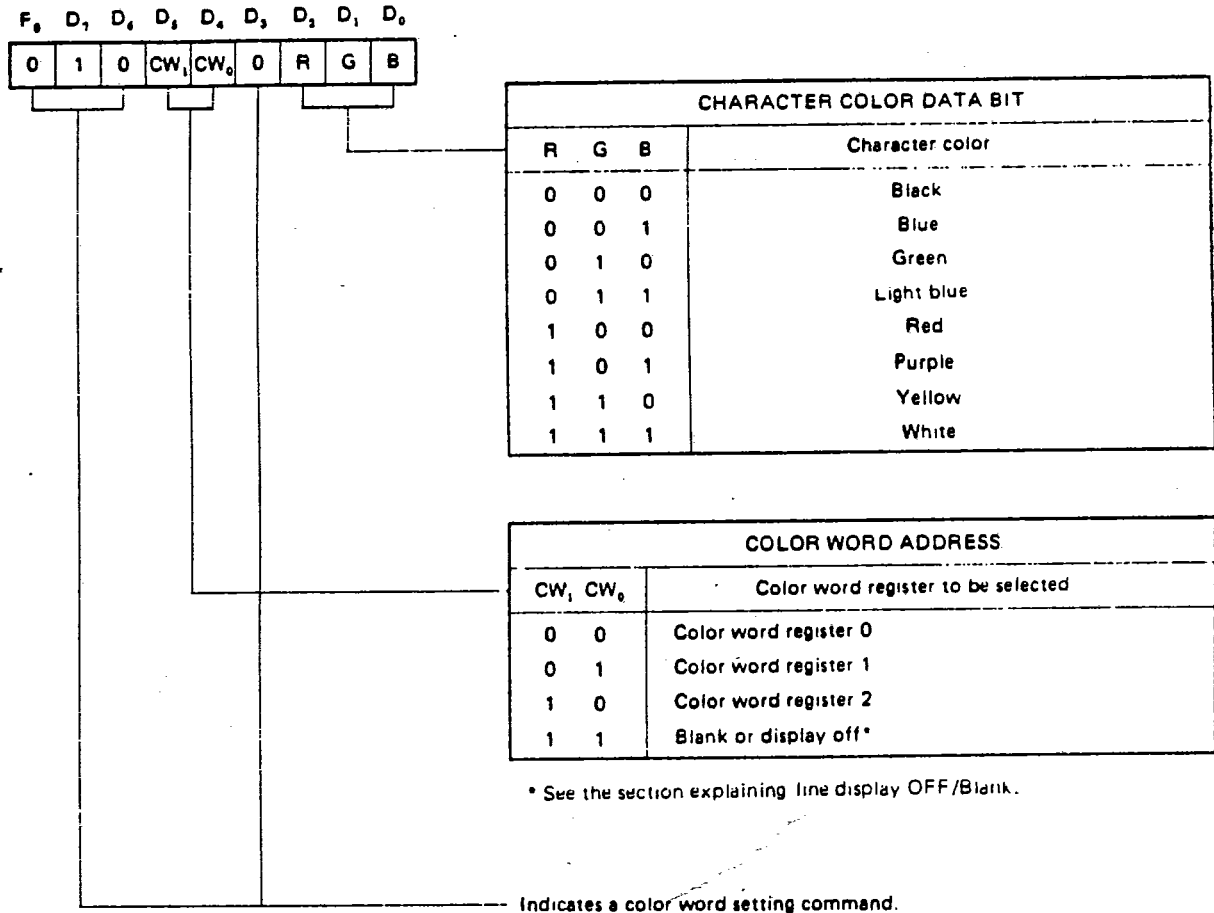 F₈ D₇ D₆ D₅ D₄ D₃ D₂ D₁ D₀
0 1 0 CW₁ CW₀ 0 R G B
CHARACTER COLOR DATA BIT
R G B Character color
0 0 0 Black
0 0 1 Blue
0 1 0 Green
0 1 1 Light blue
1 0 0 Red
1 0 1 Purple
1 1 0 Yellow
1 1 1 White
COLOR WORD ADDRESS
CW₁ CW₀ Color word register to be selected
0 0 Color word register 0
0 1 Color word register 1
1 0 Color word register 2
1 1 Blank or display off*
* See the section explaining line display OFF/Blank.
Indicates a color word setting command.